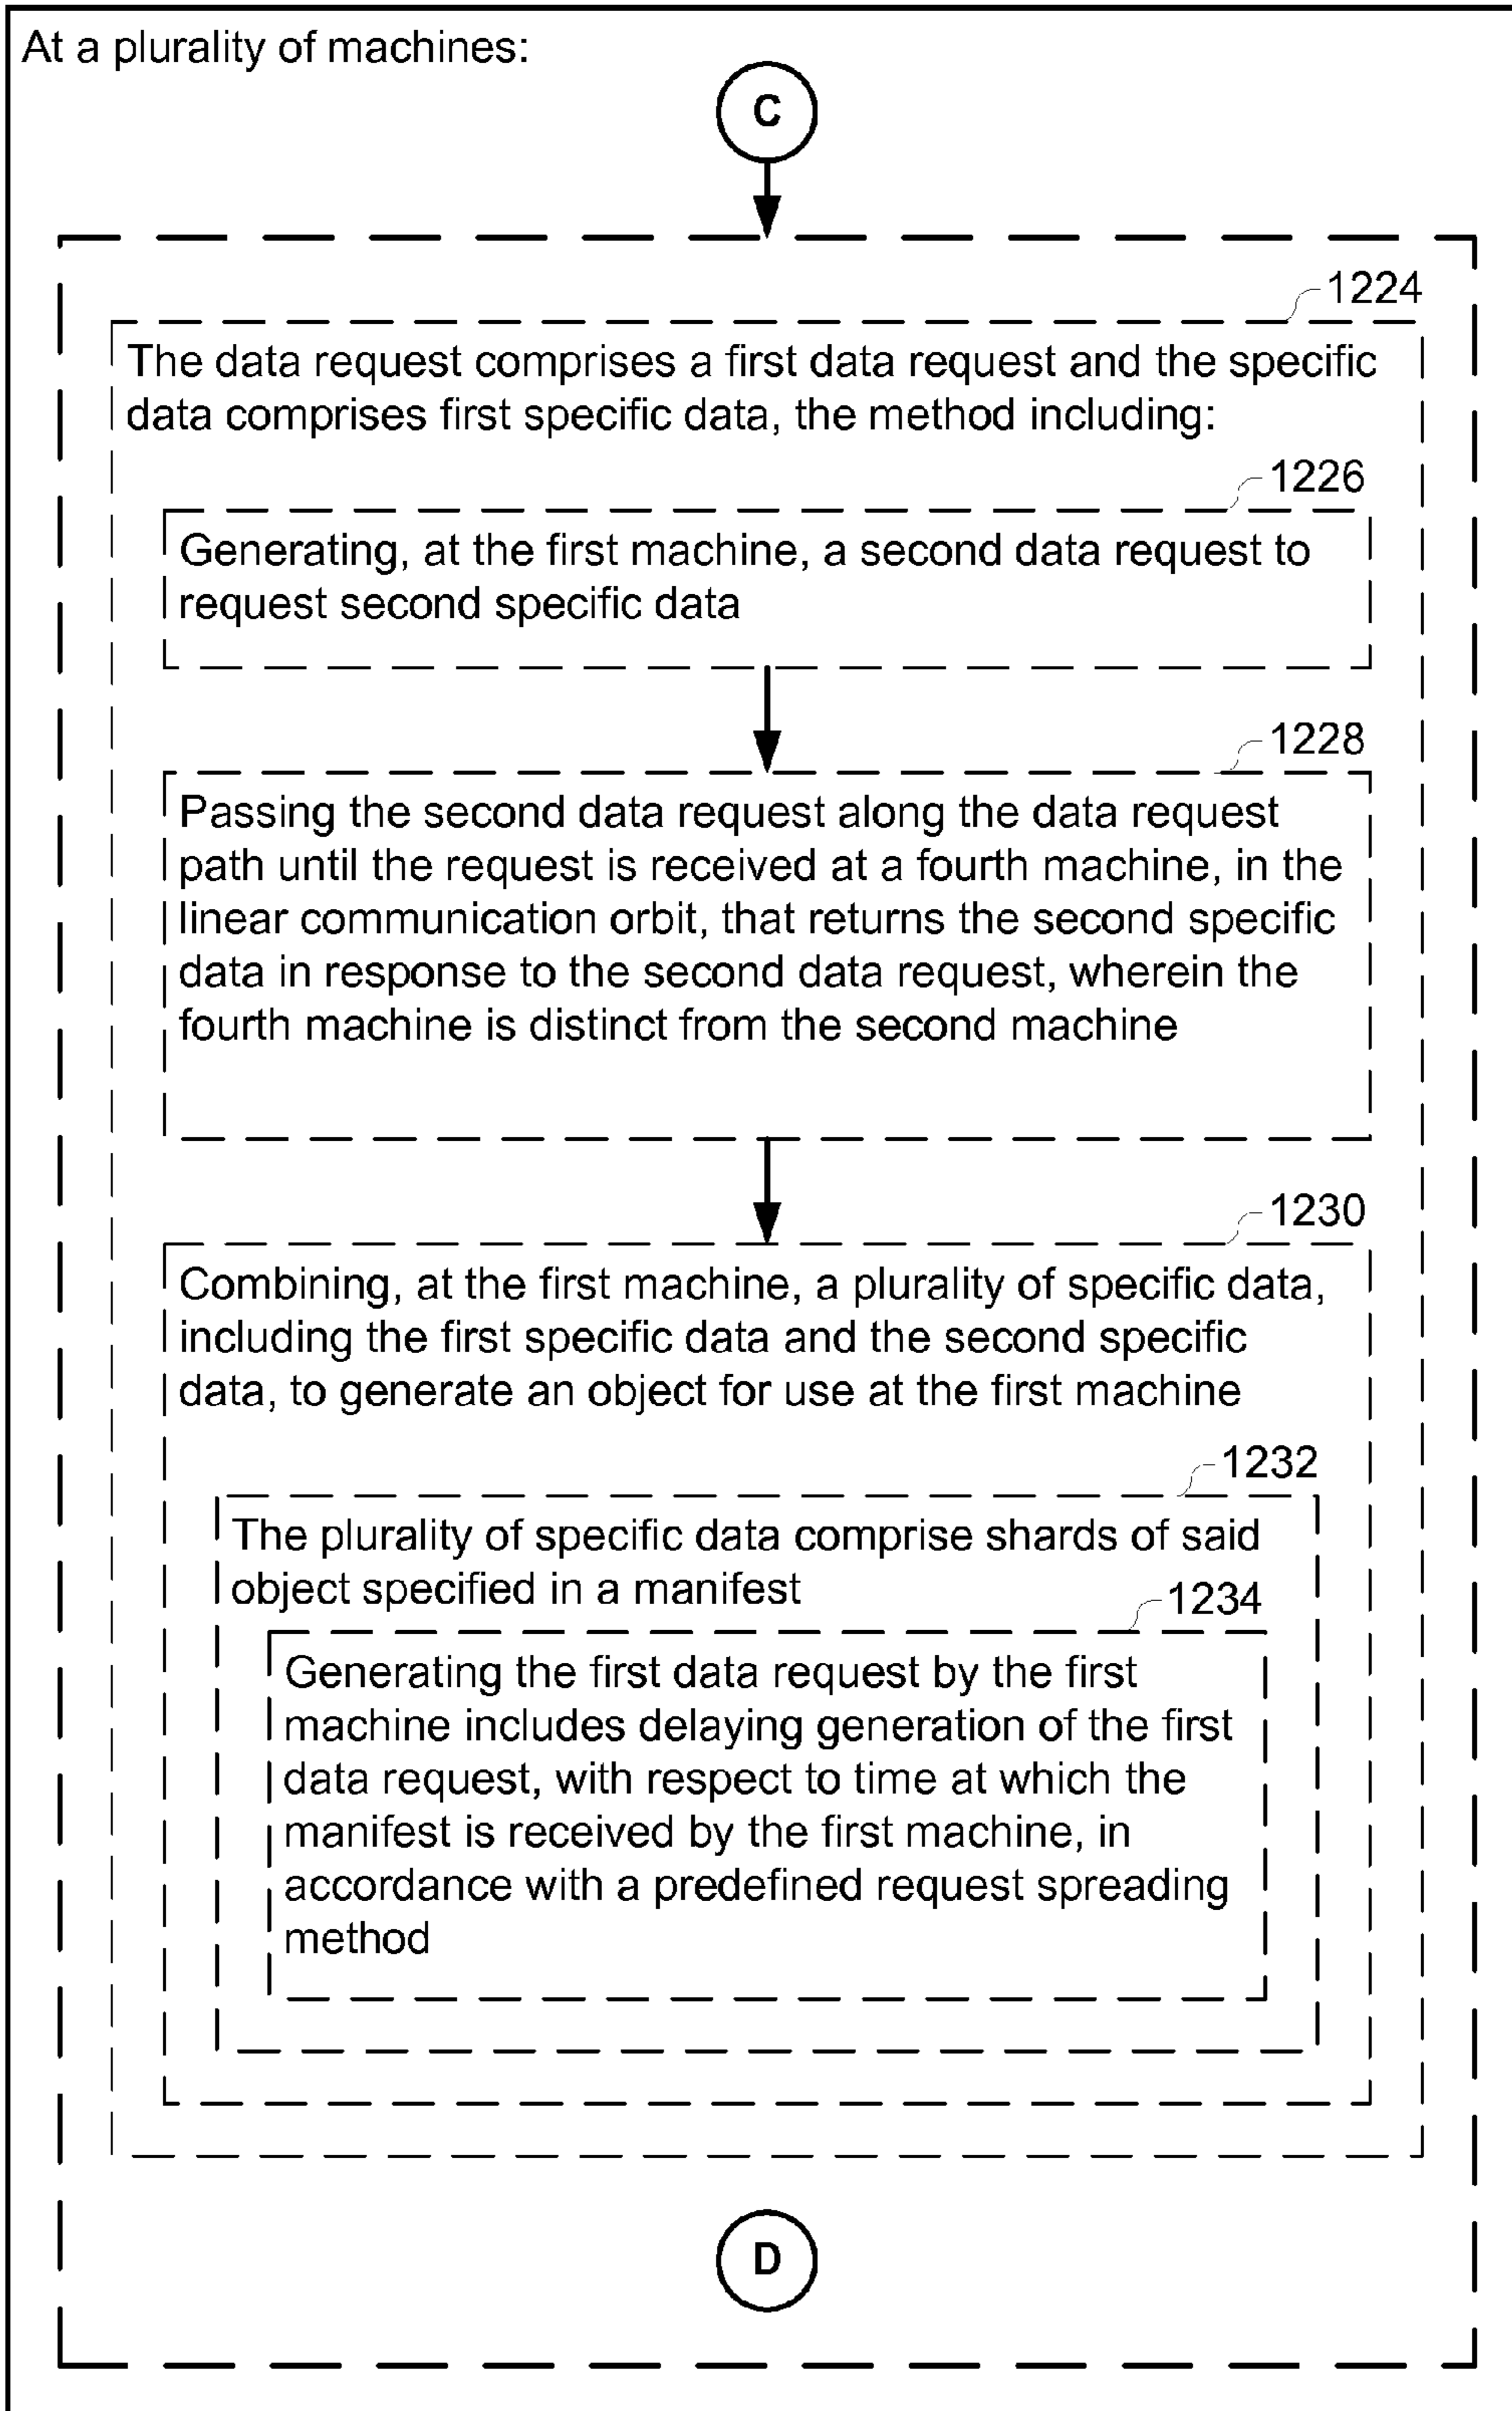 At a plurality of machines:
C
1224
The data request comprises a first data request and the specific
data comprises first specific data, the method including:
1226
Generating, at the first machine, a second data request to
request second specific data
1228
Passing the second data request along the data request
path until the request is received at a fourth machine, in the
linear communication orbit, that returns the second specific
data in response to the second data request, wherein the
fourth machine is distinct from the second machine
1230
Combining, at the first machine, a plurality of specific data,
including the first specific data and the second specific
data, to generate an object for use at the first machine
1232
The plurality of specific data comprise shards of said
object specified in a manifest
1234
Generating the first data request by the first
machine includes delaying generation of the first
data request, with respect to time at which the
manifest is received by the first machine, in
accordance with a predefined request spreading
method
D